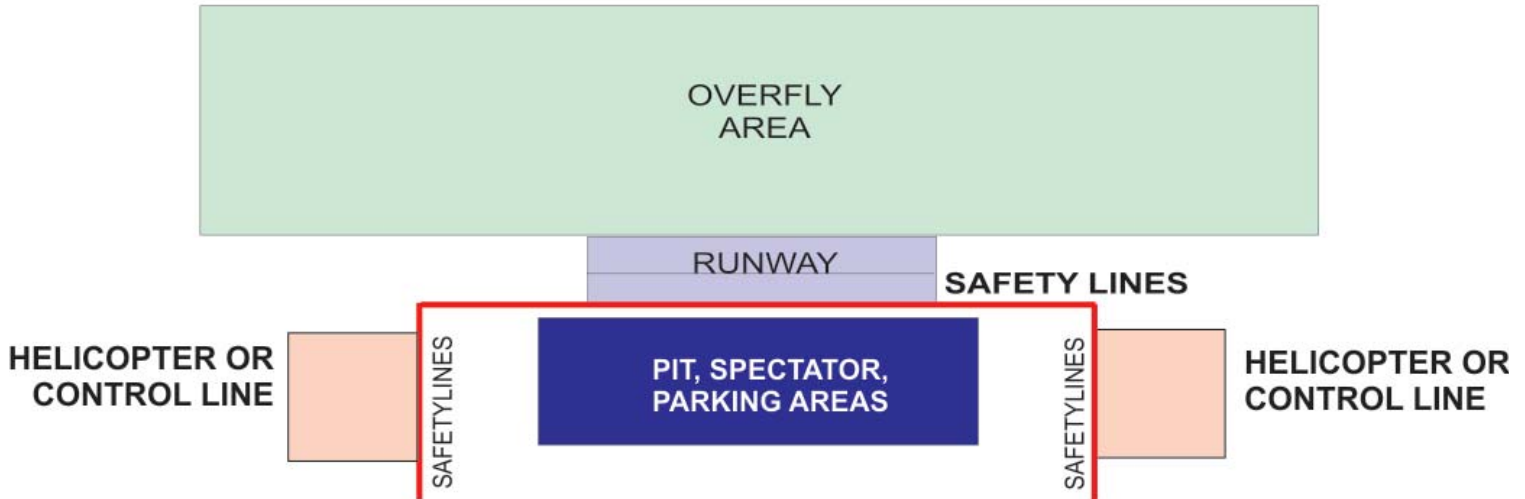 OVERFLY
AREA
RUNWAY
SAFETY LINES
HELICOPTER OR
CONTROL LINE
SAFETYLINES
PIT, SPECTATOR,
PARKING AREAS
SAFETYLINES
HELICOPTER OR
CONTROL LINE